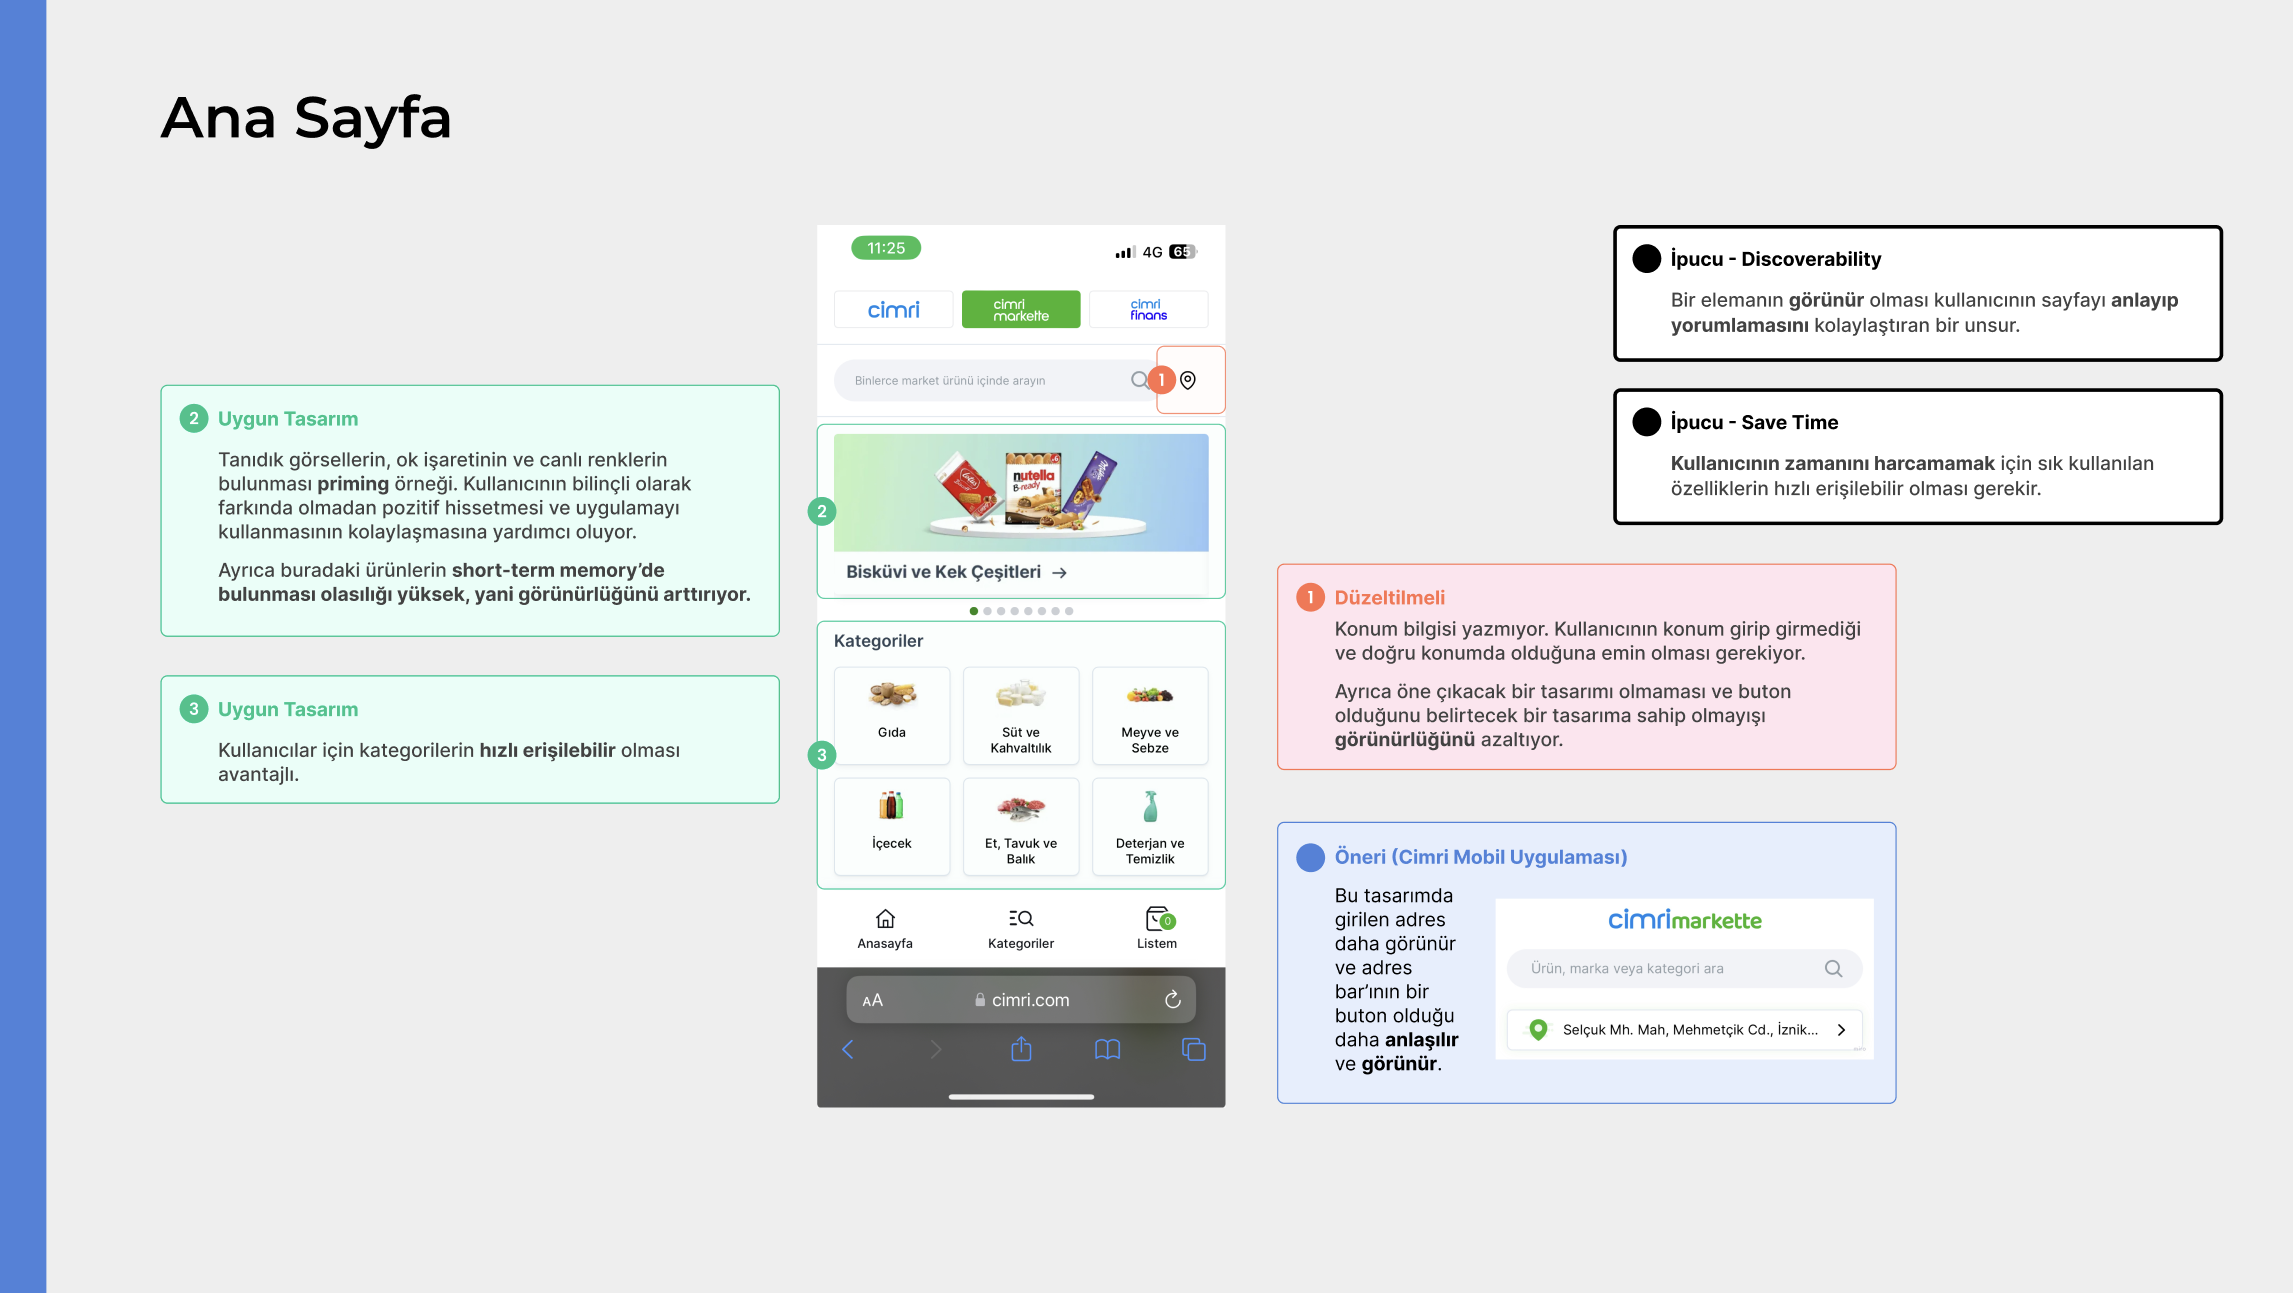 Ana Sayfa
2 Uygun Tasarım
Tanıdık görsellerin, ok işaretinin ve canlı renklerin
bulunması priming örneği. Kullanıcının bilinçli olarak
farkında olmadan pozitif hissetmesi ve uygulamayı
kullanmasının kolaylaşmasına yardımcı oluyor.
Ayrıca buradaki ürünlerin short-term memory’de
bulunması olasılığı yüksek, yani görünürlüğünü arttırıyor.
3 Uygun Tasarım
Kullanıcılar için kategorilerin hızlı erişilebilir olması
avantajlı.
11:25 4G 65
cimri
cimri
markette
cimri
finans
Binlerce market ürünü içinde arayın
1
2
Lotus
nutella
B-ready
Milka
Bisküvi ve Kek Çeşitleri →
Kategoriler
3
Gıda
Süt ve
Kahvaltılık
Meyve ve
Sebze
İçecek
Et, Tavuk ve
Balık
Deterjan ve
Temizlik
Anasayfa
Kategoriler
0
Listem
AA cimri.com
İpucu - Discoverability
Bir elemanın görünür olması kullanıcının sayfayı anlayıp
yorumlamasını kolaylaştıran bir unsur.
İpucu - Save Time
Kullanıcının zamanını harcamamak için sık kullanılan
özelliklerin hızlı erişilebilir olması gerekir.
1 Düzeltilmeli
Konum bilgisi yazmıyor. Kullanıcının konum girip girmediği
ve doğru konumda olduğuna emin olması gerekiyor.
Ayrıca öne çıkacak bir tasarımı olmaması ve buton
olduğunu belirtecek bir tasarıma sahip olmayışı
görünürlüğünü azaltıyor.
Öneri (Cimri Mobil Uygulaması)
Bu tasarımda
girilen adres
daha görünür
ve adres
bar’ının bir
buton olduğu
daha anlaşılır
ve görünür.
cimrimarkette
Ürün, marka veya kategori ara
Selçuk Mh. Mah, Mehmetçik Cd., İznik...